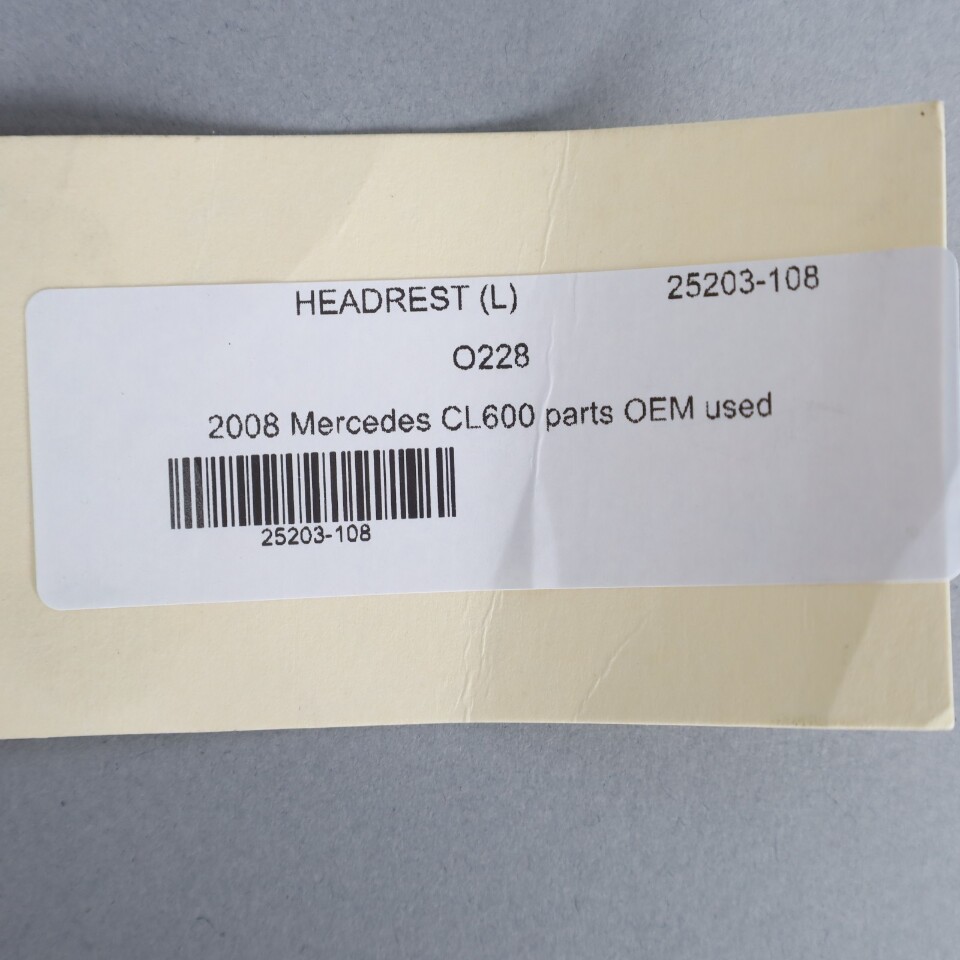 HEADREST (L) 25203-108
O228
2008 Mercedes CL600 parts OEM used
25203-108